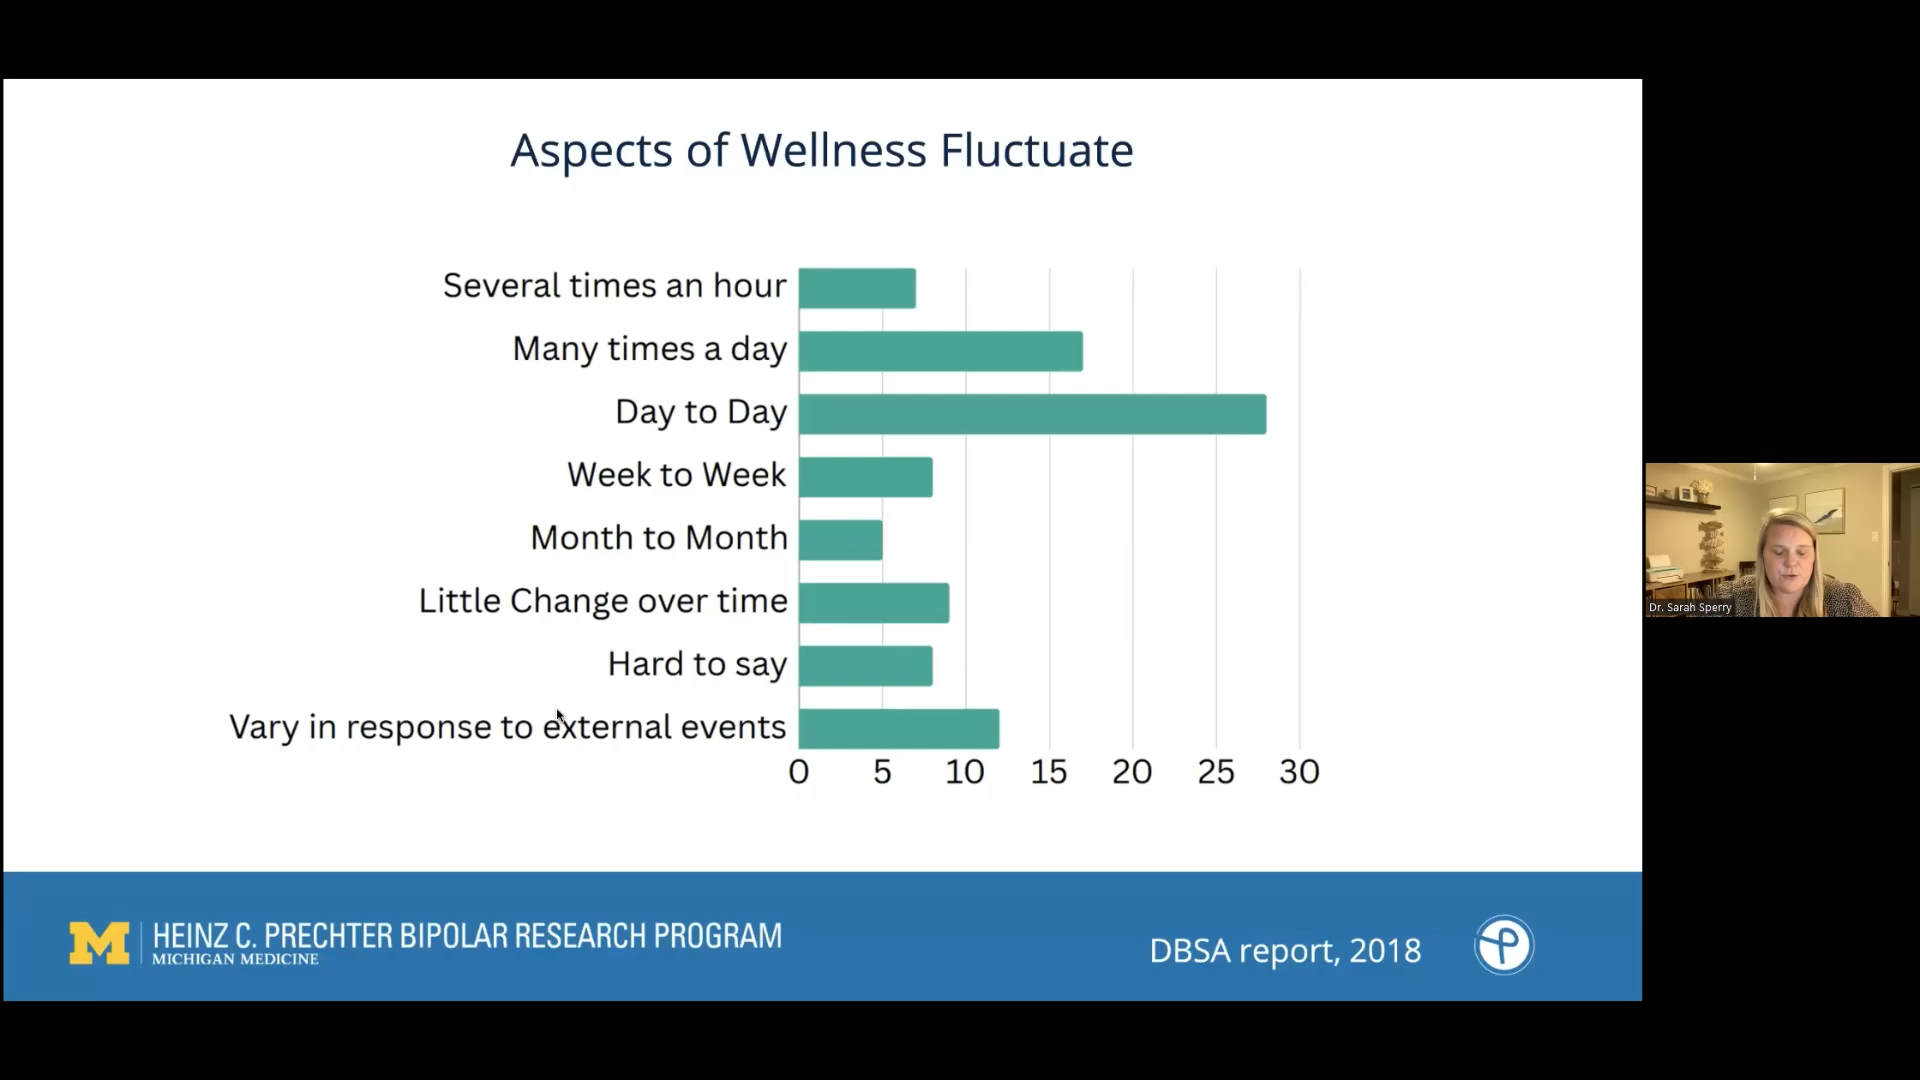 Aspects of Wellness Fluctuate
Several times an hour
Many times a day
Day to Day
Week to Week
Month to Month
Little Change over time
Hard to say
Vary in response to external events
0 5 10 15 20 25 30
M HEINZ C. PRECHTER BIPOLAR RESEARCH PROGRAM
MICHIGAN MEDICINE
DBSA report, 2018
Dr. Sarah Sperry